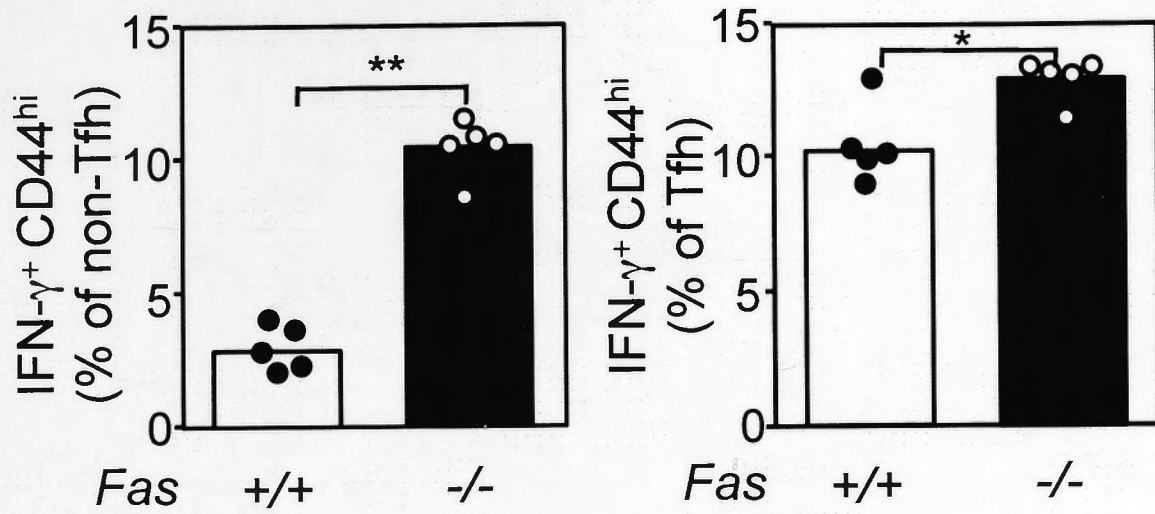 IFN-γ⁺ CD44ʰⁱ
(% of non-Tfh)
15
10
5
0
**
Fas +/+ -/-
IFN-γ⁺ CD44ʰⁱ
(% of Tfh)
15
10
5
0
*
Fas +/+ -/-